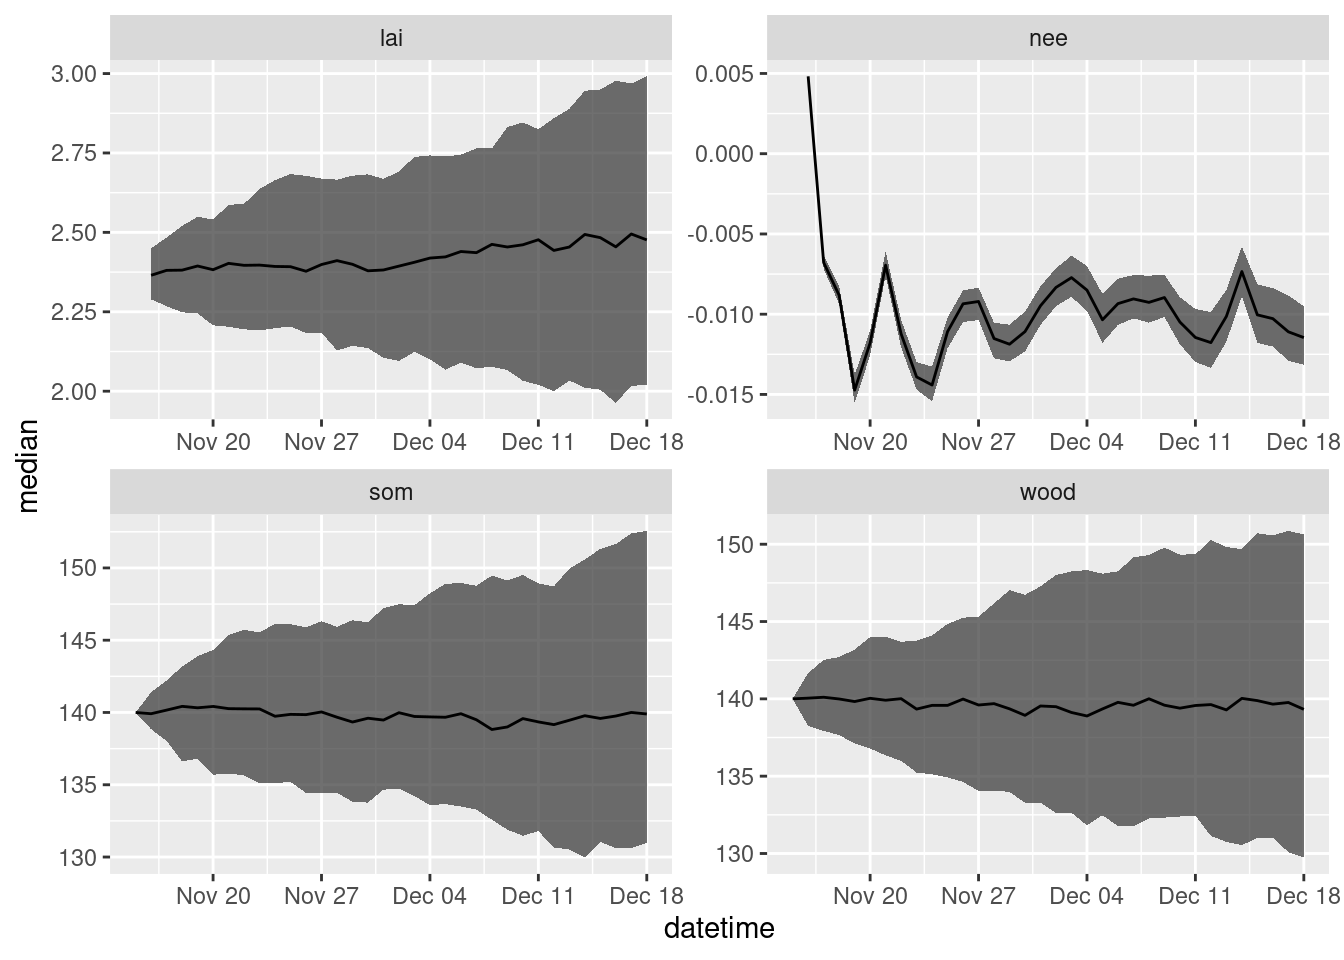 lai
nee
3.00
2.75
2.50
2.25
2.00
0.005
0.000
-0.005
-0.010
-0.015
Nov 20 Nov 27 Dec 04 Dec 11 Dec 18
Nov 20 Nov 27 Dec 04 Dec 11 Dec 18
median
som
wood
150
145
140
135
130
150
145
140
135
130
Nov 20 Nov 27 Dec 04 Dec 11 Dec 18
Nov 20 Nov 27 Dec 04 Dec 11 Dec 18
datetime